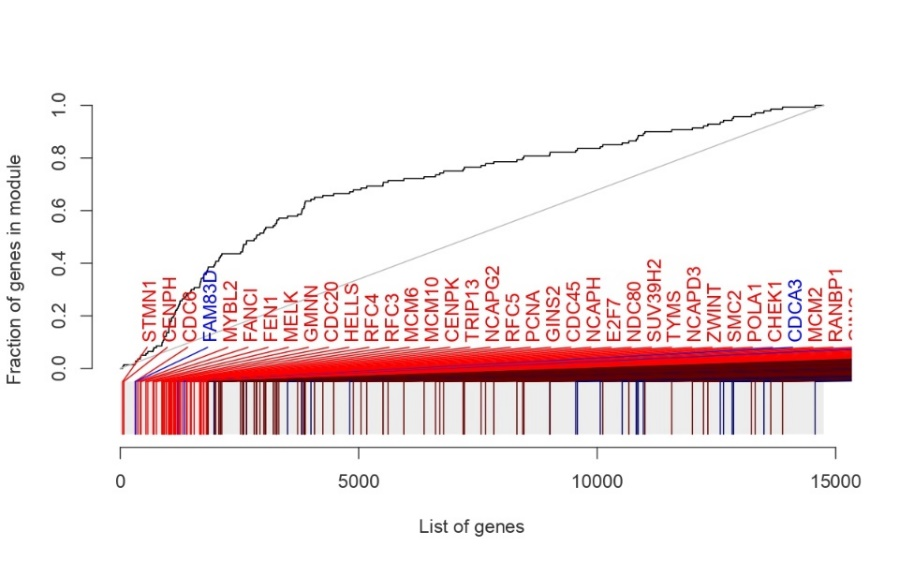 Fraction of genes in module
1.0
0.8
0.6
0.4
0.2
0.0
STMN1
CENPH
CDC6
FAM83D
MYBL2
FANCI
FEN1
MELK
GMNN
CDC20
HELLS
RFC4
RFC3
MCM6
MCM10
CENPK
TRIP13
NCAPG2
RFC5
PCNA
GINS2
CDC45
NCAPH
E2F7
NDC80
SUV39H2
TYMS
NCAPD3
ZWINT
SMC2
POLA1
CHEK1
CDCA3
MCM2
RANBP1
0 5000 10000 15000
List of genes